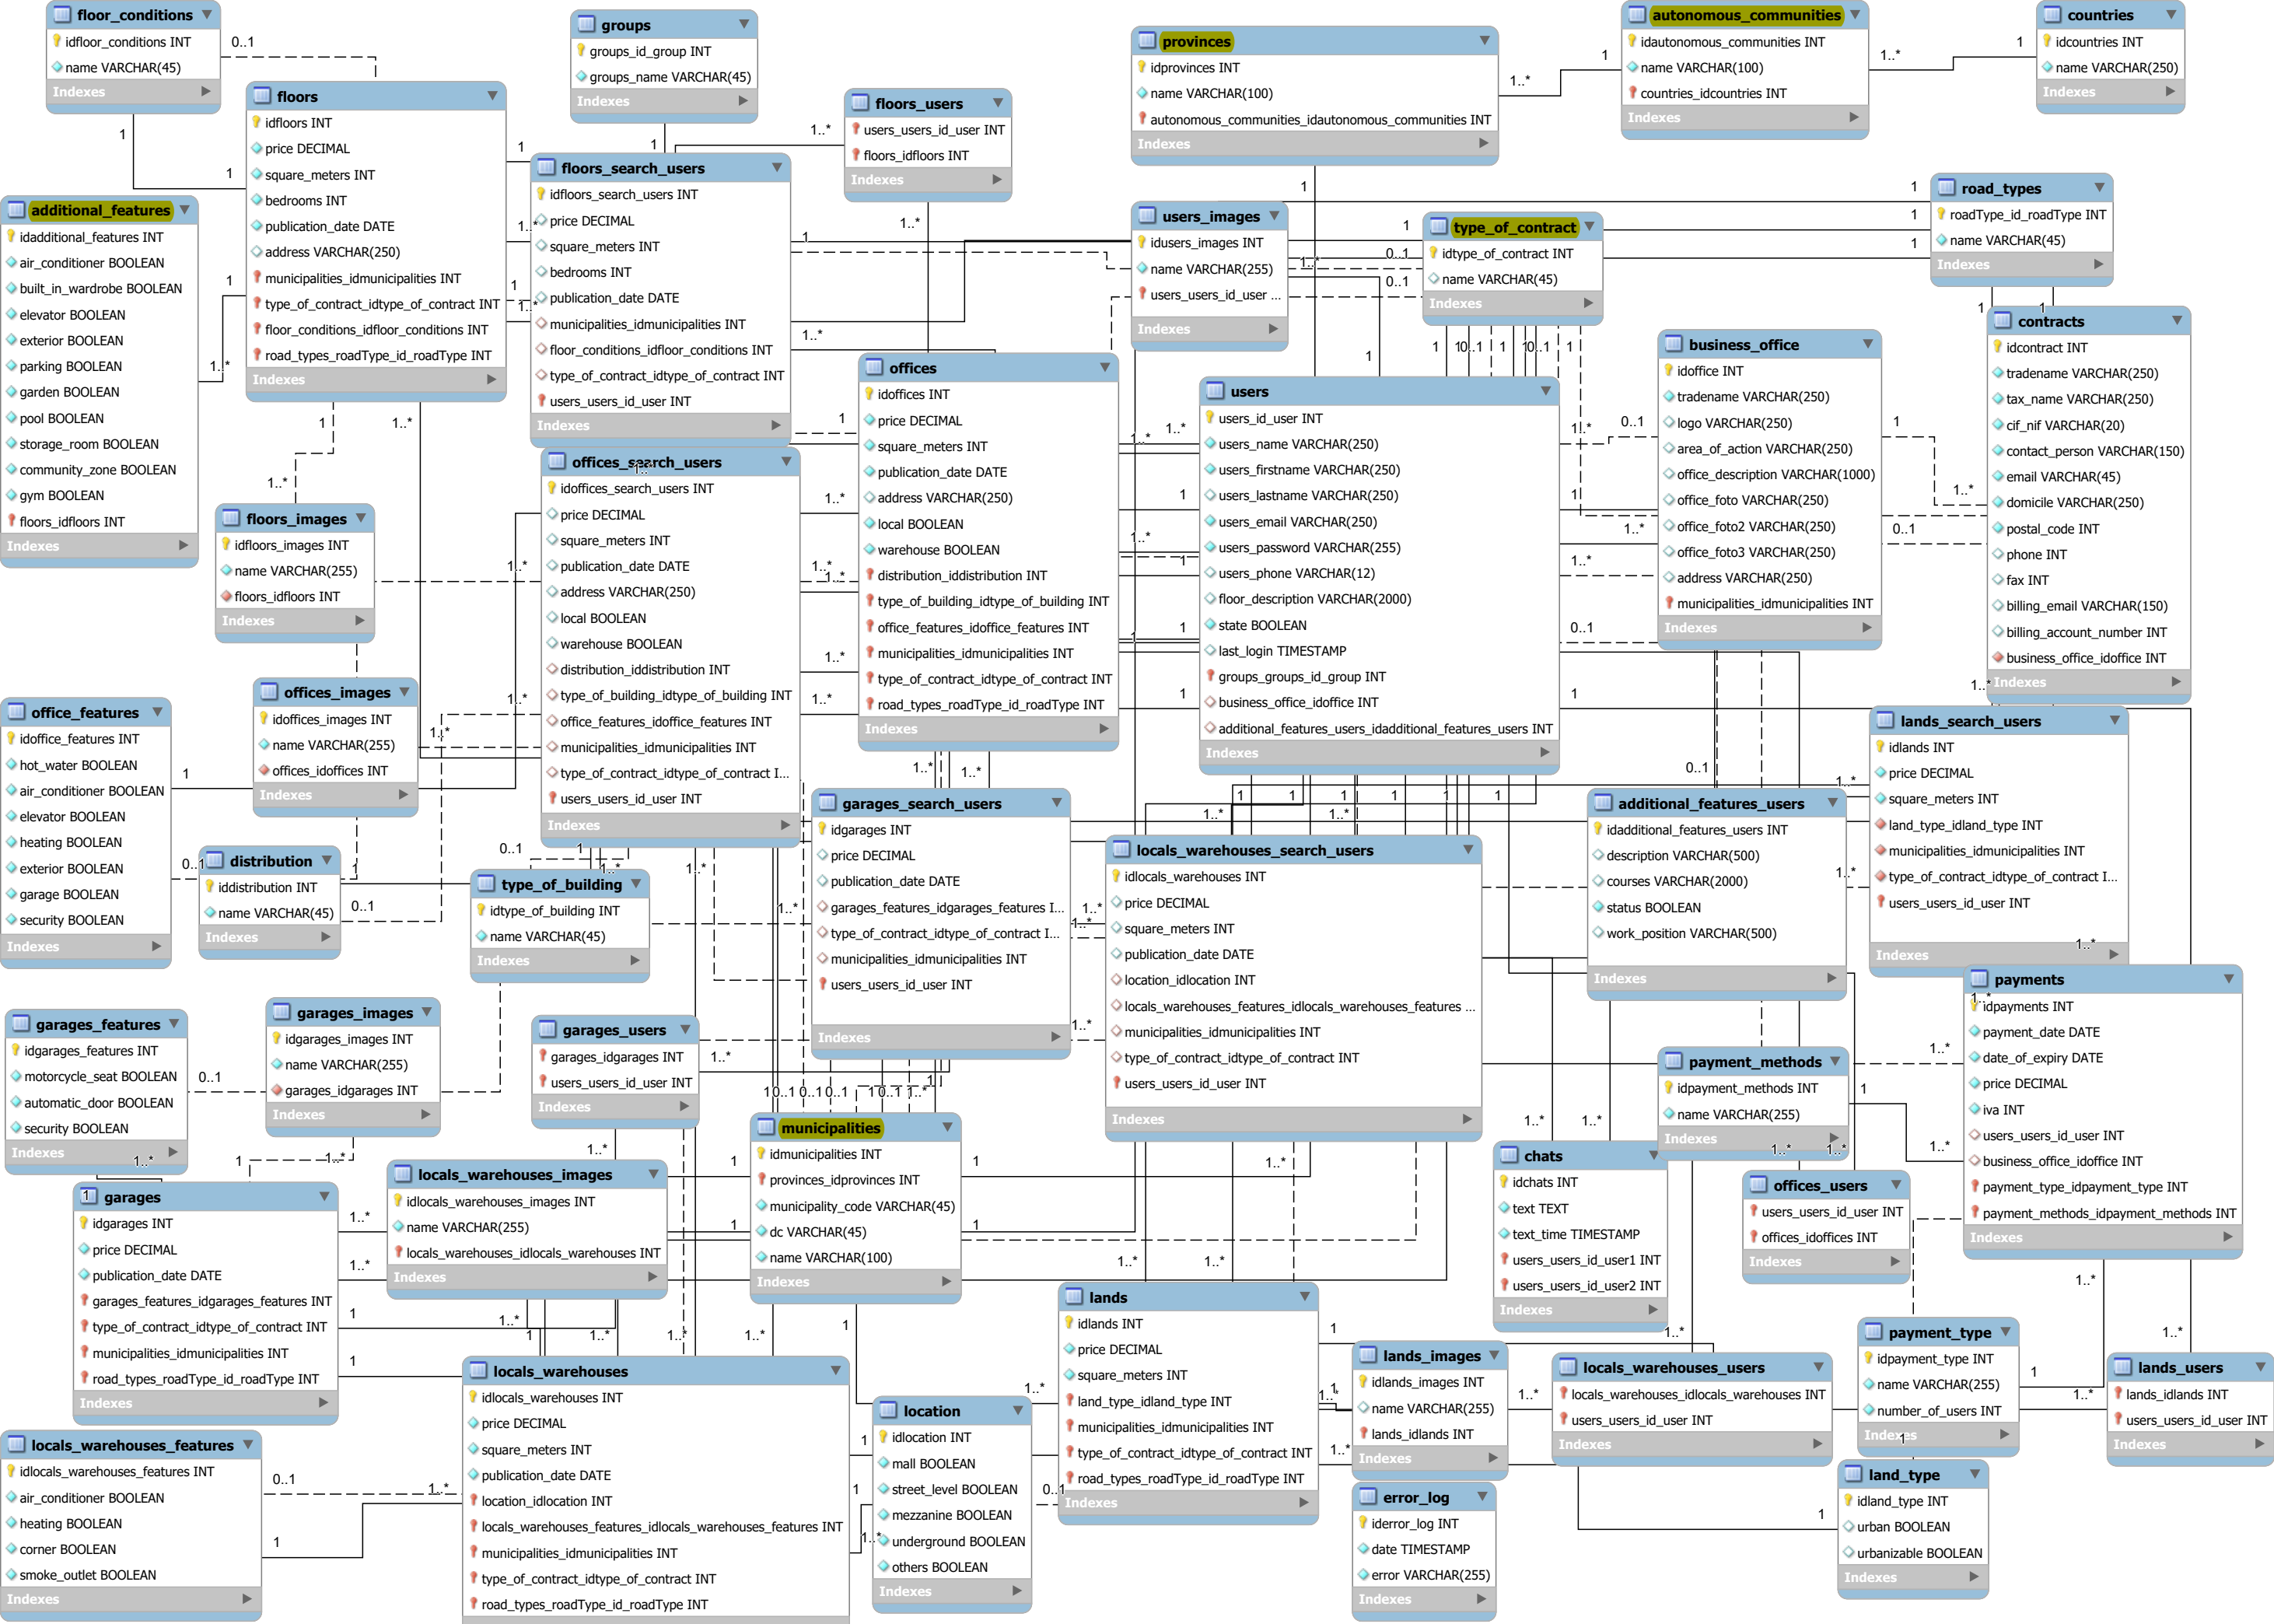 floor_conditions
idfloor_conditions INT
name VARCHAR(45)
Indexes
groups
groups_id_group INT
groups_name VARCHAR(45)
Indexes
provinces
idprovinces INT
name VARCHAR(100)
autonomous_communities_idautonomous_communities INT
Indexes
autonomous_communities
idautonomous_communities INT
name VARCHAR(100)
countries_idcountries INT
Indexes
countries
idcountries INT
name VARCHAR(250)
Indexes
floors
idfloors INT
price DECIMAL
square_meters INT
bedrooms INT
publication_date DATE
address VARCHAR(250)
municipalities_idmunicipalities INT
type_of_contract_idtype_of_contract INT
floor_conditions_idfloor_conditions INT
road_types_roadType_id_roadType INT
Indexes
floors_users
users_users_id_user INT
floors_idfloors INT
Indexes
floors_search_users
idfloors_search_users INT
price DECIMAL
square_meters INT
bedrooms INT
publication_date DATE
municipalities_idmunicipalities INT
floor_conditions_idfloor_conditions INT
type_of_contract_idtype_of_contract INT
users_users_id_user INT
Indexes
additional_features
idadditional_features INT
air_conditioner BOOLEAN
built_in_wardrobe BOOLEAN
elevator BOOLEAN
exterior BOOLEAN
parking BOOLEAN
garden BOOLEAN
pool BOOLEAN
storage_room BOOLEAN
community_zone BOOLEAN
gym BOOLEAN
floors_idfloors INT
Indexes
users_images
idusers_images INT
name VARCHAR(255)
users_users_id_user ...
Indexes
type_of_contract
idtype_of_contract INT
name VARCHAR(45)
Indexes
road_types
roadType_id_roadType INT
name VARCHAR(45)
Indexes
contracts
idcontract INT
tradename VARCHAR(250)
tax_name VARCHAR(250)
cif_nif VARCHAR(20)
contact_person VARCHAR(150)
email VARCHAR(45)
domicile VARCHAR(250)
postal_code INT
phone INT
fax INT
billing_email VARCHAR(150)
billing_account_number INT
business_office_idoffice INT
Indexes
business_office
idoffice INT
tradename VARCHAR(250)
logo VARCHAR(250)
area_of_action VARCHAR(250)
office_description VARCHAR(1000)
office_foto VARCHAR(250)
office_foto2 VARCHAR(250)
office_foto3 VARCHAR(250)
address VARCHAR(250)
municipalities_idmunicipalities INT
Indexes
offices
idoffices INT
price DECIMAL
square_meters INT
publication_date DATE
address VARCHAR(250)
local BOOLEAN
warehouse BOOLEAN
distribution_iddistribution INT
type_of_building_idtype_of_building INT
office_features_idoffice_features INT
municipalities_idmunicipalities INT
type_of_contract_idtype_of_contract INT
road_types_roadType_id_roadType INT
Indexes
users
users_id_user INT
users_name VARCHAR(250)
users_firstname VARCHAR(250)
users_lastname VARCHAR(250)
users_email VARCHAR(250)
users_password VARCHAR(255)
users_phone VARCHAR(12)
floor_description VARCHAR(2000)
state BOOLEAN
last_login TIMESTAMP
groups_groups_id_group INT
business_office_idoffice INT
additional_features_users_idadditional_features_users INT
Indexes
offices_search_users
idoffices_search_users INT
price DECIMAL
square_meters INT
publication_date DATE
address VARCHAR(250)
local BOOLEAN
warehouse BOOLEAN
distribution_iddistribution INT
type_of_building_idtype_of_building INT
office_features_idoffice_features INT
municipalities_idmunicipalities INT
type_of_contract_idtype_of_contract I...
users_users_id_user INT
Indexes
floors_images
idfloors_images INT
name VARCHAR(255)
floors_idfloors INT
Indexes
offices_images
idoffices_images INT
name VARCHAR(255)
offices_idoffices INT
Indexes
office_features
idoffice_features INT
hot_water BOOLEAN
air_conditioner BOOLEAN
elevator BOOLEAN
heating BOOLEAN
exterior BOOLEAN
garage BOOLEAN
security BOOLEAN
Indexes
distribution
iddistribution INT
name VARCHAR(45)
Indexes
type_of_building
idtype_of_building INT
name VARCHAR(45)
Indexes
garages_search_users
idgarages INT
price DECIMAL
publication_date DATE
garages_features_idgarages_features I...
type_of_contract_idtype_of_contract I...
municipalities_idmunicipalities INT
users_users_id_user INT
Indexes
locals_warehouses_search_users
idlocals_warehouses INT
price DECIMAL
square_meters INT
publication_date DATE
location_idlocation INT
locals_warehouses_features_idlocals_warehouses_features ...
municipalities_idmunicipalities INT
type_of_contract_idtype_of_contract INT
users_users_id_user INT
Indexes
additional_features_users
idadditional_features_users INT
description VARCHAR(500)
courses VARCHAR(2000)
status BOOLEAN
work_position VARCHAR(500)
Indexes
lands_search_users
idlands INT
price DECIMAL
square_meters INT
land_type_idland_type INT
municipalities_idmunicipalities INT
type_of_contract_idtype_of_contract I...
users_users_id_user INT
Indexes
payments
idpayments INT
payment_date DATE
date_of_expiry DATE
price DECIMAL
iva INT
users_users_id_user INT
business_office_idoffice INT
payment_type_idpayment_type INT
payment_methods_idpayment_methods INT
Indexes
payment_methods
idpayment_methods INT
name VARCHAR(255)
Indexes
garages_features
idgarages_features INT
motorcycle_seat BOOLEAN
automatic_door BOOLEAN
security BOOLEAN
Indexes
garages_images
idgarages_images INT
name VARCHAR(255)
garages_idgarages INT
Indexes
garages_users
garages_idgarages INT
users_users_id_user INT
Indexes
municipalities
idmunicipalities INT
provinces_idprovinces INT
municipality_code VARCHAR(45)
dc VARCHAR(45)
name VARCHAR(100)
Indexes
locals_warehouses_images
idlocals_warehouses_images INT
name VARCHAR(255)
locals_warehouses_idlocals_warehouses INT
Indexes
garages
idgarages INT
price DECIMAL
publication_date DATE
garages_features_idgarages_features INT
type_of_contract_idtype_of_contract INT
municipalities_idmunicipalities INT
road_types_roadType_id_roadType INT
Indexes
chats
idchats INT
text TEXT
text_time TIMESTAMP
users_users_id_user1 INT
users_users_id_user2 INT
Indexes
offices_users
users_users_id_user INT
offices_idoffices INT
Indexes
locals_warehouses
idlocals_warehouses INT
price DECIMAL
square_meters INT
publication_date DATE
location_idlocation INT
locals_warehouses_features_idlocals_warehouses_features INT
municipalities_idmunicipalities INT
type_of_contract_idtype_of_contract INT
road_types_roadType_id_roadType INT
locals_warehouses_features
idlocals_warehouses_features INT
air_conditioner BOOLEAN
heating BOOLEAN
corner BOOLEAN
smoke_outlet BOOLEAN
Indexes
location
idlocation INT
mall BOOLEAN
street_level BOOLEAN
mezzanine BOOLEAN
underground BOOLEAN
others BOOLEAN
Indexes
lands
idlands INT
price DECIMAL
square_meters INT
land_type_idland_type INT
municipalities_idmunicipalities INT
type_of_contract_idtype_of_contract INT
road_types_roadType_id_roadType INT
Indexes
lands_images
idlands_images INT
name VARCHAR(255)
lands_idlands INT
Indexes
error_log
iderror_log INT
date TIMESTAMP
error VARCHAR(255)
Indexes
locals_warehouses_users
locals_warehouses_idlocals_warehouses INT
users_users_id_user INT
Indexes
payment_type
idpayment_type INT
name VARCHAR(255)
number_of_users INT
Indexes
lands_users
lands_idlands INT
users_users_id_user INT
Indexes
land_type
idland_type INT
urban BOOLEAN
urbanizable BOOLEAN
Indexes